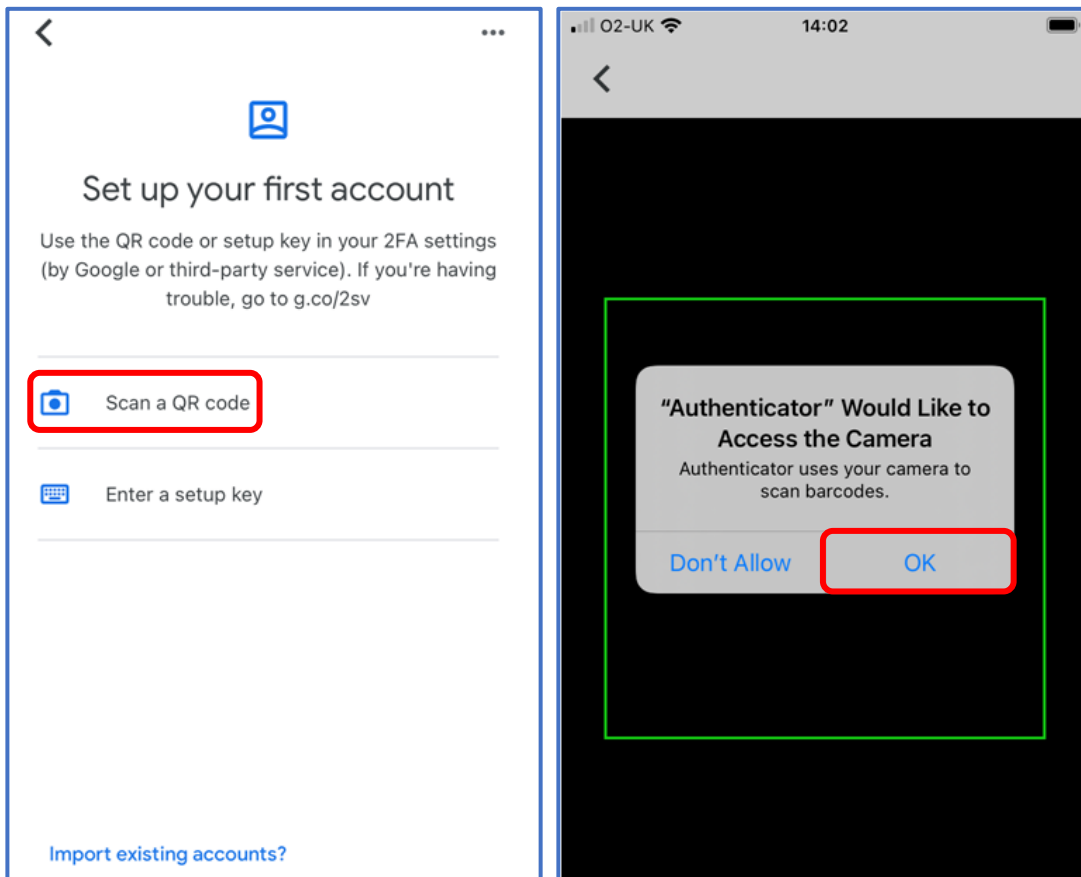 •••
Set up your first account
Use the QR code or setup key in your 2FA settings
(by Google or third-party service). If you're having
trouble, go to g.co/2sv
Scan a QR code
Enter a setup key
Import existing accounts?
O2-UK 14:02
“Authenticator” Would Like to
Access the Camera
Authenticator uses your camera to
scan barcodes.
Don’t Allow OK